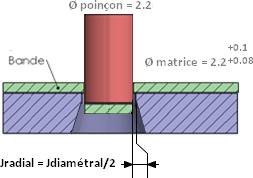 Ø poinçon = 2.2
Bande
Ø matrice = 2.2 +0.1 +0.08
Jradial = Jdiamétral/2